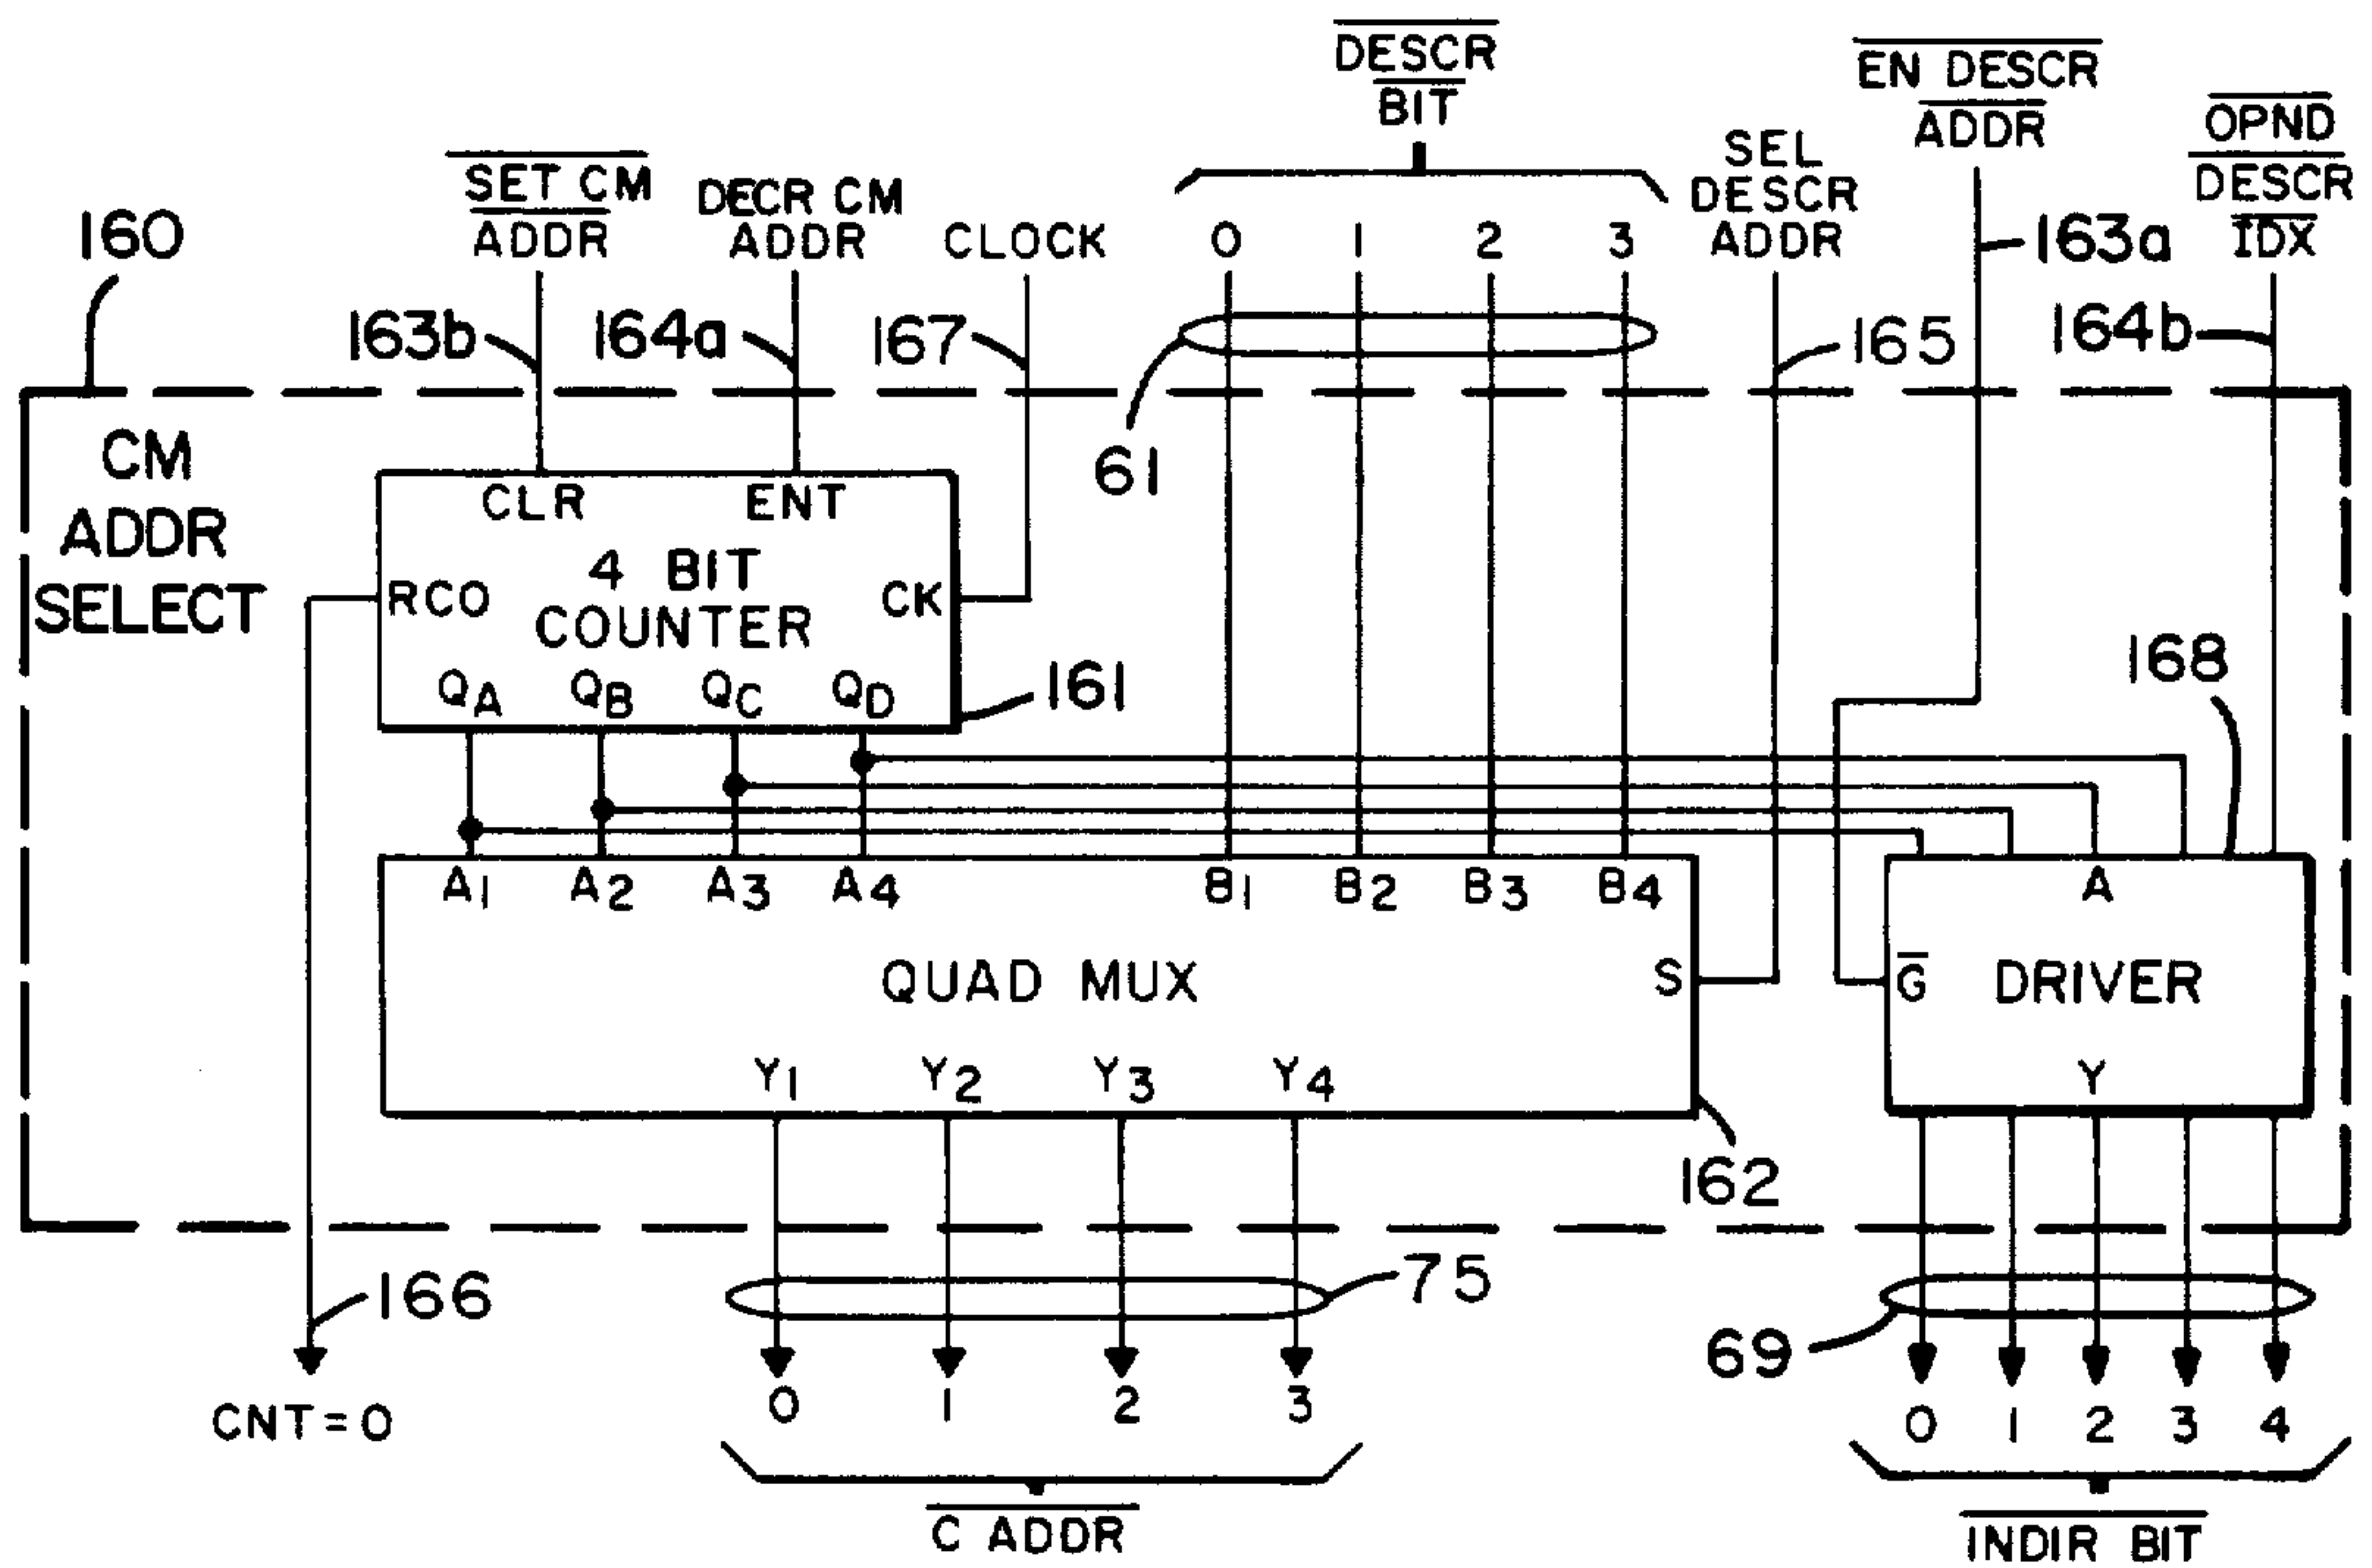 DESCR
BIT
EN DESCR
ADDR
OPND
DESCR
IDX
SET CM
ADDR
DECR CM
ADDR
CLOCK
0 1 2 3
SEL
DESCR
ADDR
160
163b
164a
167
61
165
163a
164b
CM
ADDR
SELECT
CLR ENT
4 BIT
COUNTER
RCO
CK
QA QB QC QD
161
168
A1 A2 A3 A4 B1 B2 B3 B4
QUAD MUX
S
Y1 Y2 Y3 Y4
162
A
G
DRIVER
Y
166
75
69
CNT=0
0 1 2 3
C ADDR
0 1 2 3 4
INDIR BIT